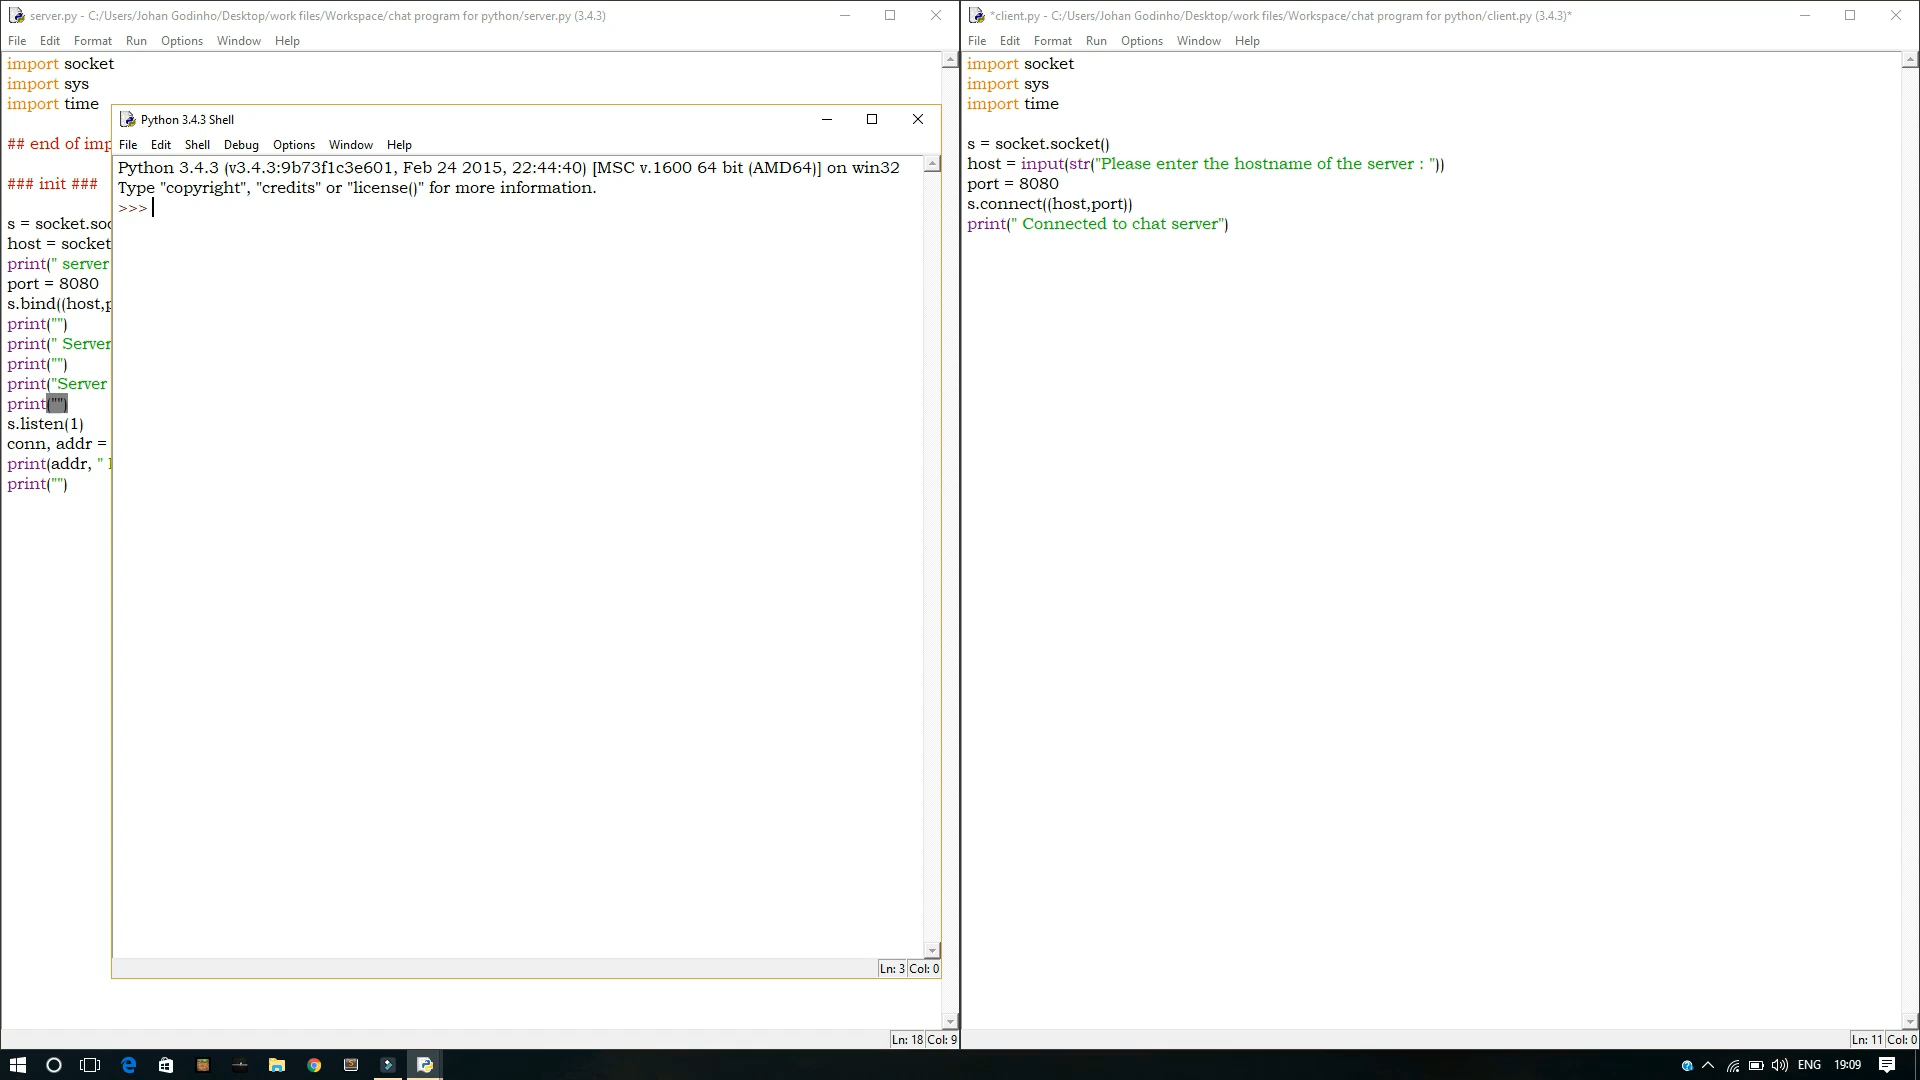 server.py - C:/Users/Johan Godinho/Desktop/work files/Workspace/chat program for python/server.py (3.4.3)
File Edit Format Run Options Window Help
import socket
import sys
import time
## end of imp
### init ###
s = socket.soc
host = socket
print(" server
port = 8080
s.bind((host,p
print("")
print(" Server
print("")
print("Server
print("")
s.listen(1)
conn, addr =
print(addr, "
print("")
Ln: 18 Col: 9
Python 3.4.3 Shell
File Edit Shell Debug Options Window Help
Python 3.4.3 (v3.4.3:9b73f1c3e601, Feb 24 2015, 22:44:40) [MSC v.1600 64 bit (AMD64)] on win32
Type "copyright", "credits" or "license()" for more information.
>>>
Ln: 3 Col: 0
*client.py - C:/Users/Johan Godinho/Desktop/work files/Workspace/chat program for python/client.py (3.4.3)*
File Edit Format Run Options Window Help
import socket
import sys
import time
s = socket.socket()
host = input(str("Please enter the hostname of the server : "))
port = 8080
s.connect((host,port))
print(" Connected to chat server")
Ln: 11 Col: 0
ENG 19:09